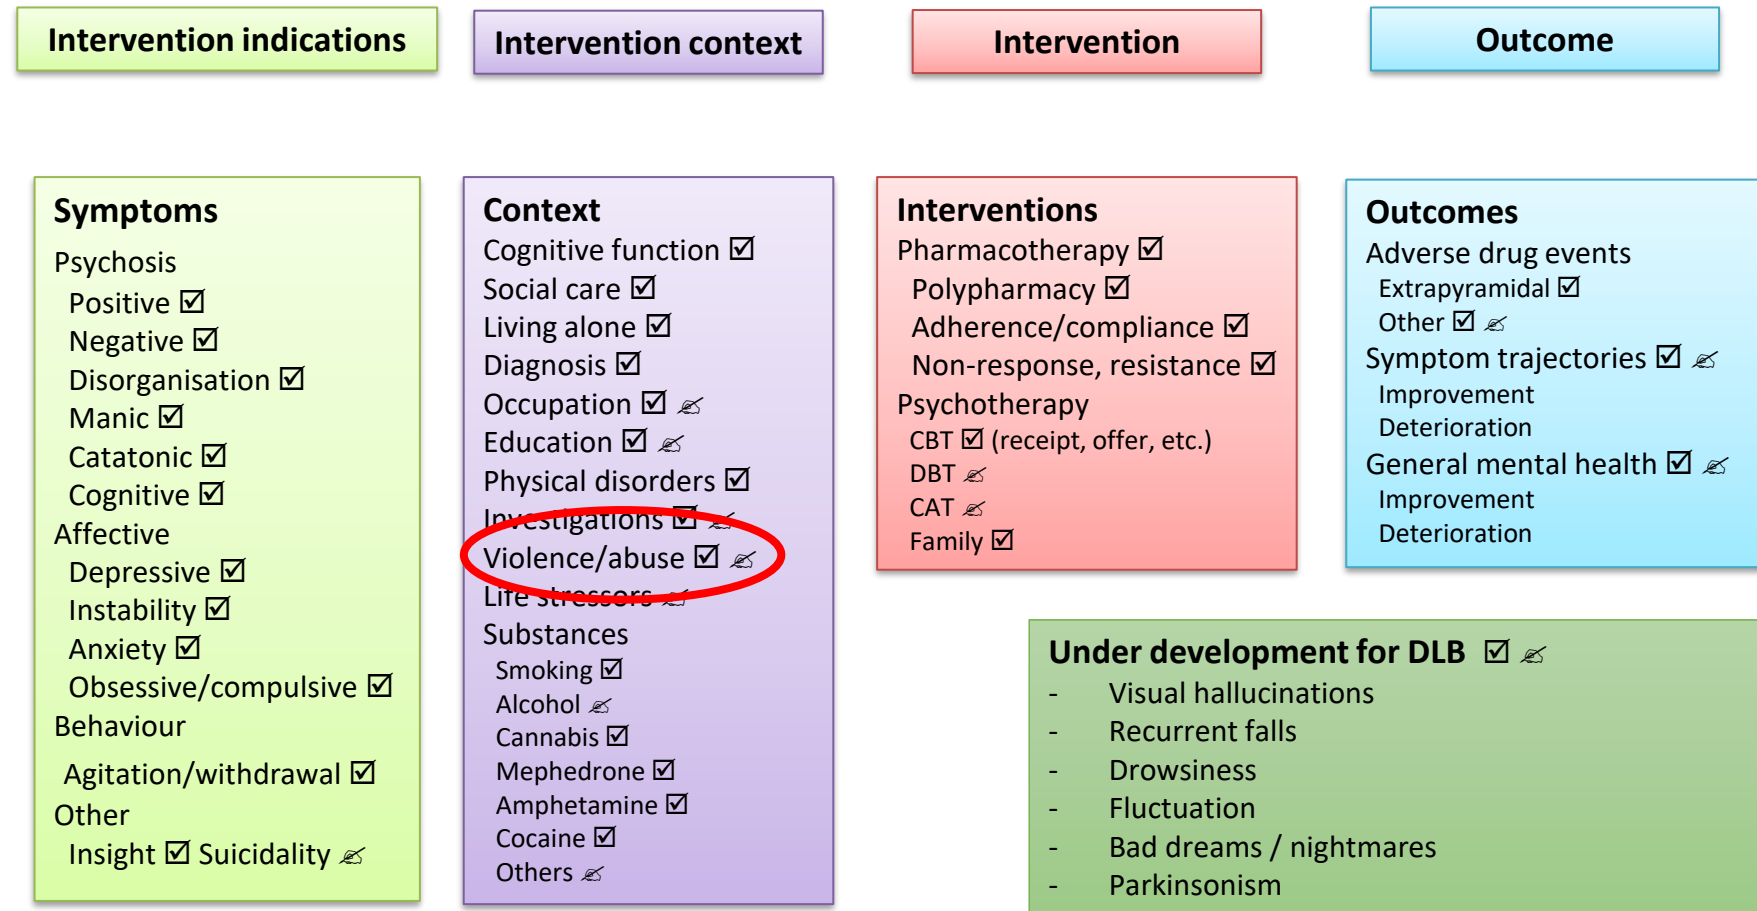 Intervention indications
Intervention context
Intervention
Outcome
Symptoms
Psychosis
Positive ☑
Negative ☑
Disorganisation ☑
Manic ☑
Catatonic ☑
Cognitive ☑
Affective
Depressive ☑
Instability ☑
Anxiety ☑
Obsessive/compulsive ☑
Behaviour
Agitation/withdrawal ☑
Other
Insight ☑ Suicidality ✍
Context
Cognitive function ☑
Social care ☑
Living alone ☑
Diagnosis ☑
Occupation ☑ ✍
Education ☑ ✍
Physical disorders ☑
Investigations ☑ ✍
Violence/abuse ☑ ✍
Life stressors ✍
Substances
Smoking ☑
Alcohol ✍
Cannabis ☑
Mephedrone ☑
Amphetamine ☑
Cocaine ☑
Others ✍
Interventions
Pharmacotherapy ☑
Polypharmacy ☑
Adherence/compliance ☑
Non-response, resistance ☑
Psychotherapy
CBT ☑ (receipt, offer, etc.)
DBT ✍
CAT ✍
Family ☑
Outcomes
Adverse drug events
Extrapyramidal ☑
Other ☑ ✍
Symptom trajectories ☑ ✍
Improvement
Deterioration
General mental health ☑ ✍
Improvement
Deterioration
Under development for DLB ☑ ✍
- Visual hallucinations
- Recurrent falls
- Drowsiness
- Fluctuation
- Bad dreams / nightmares
- Parkinsonism